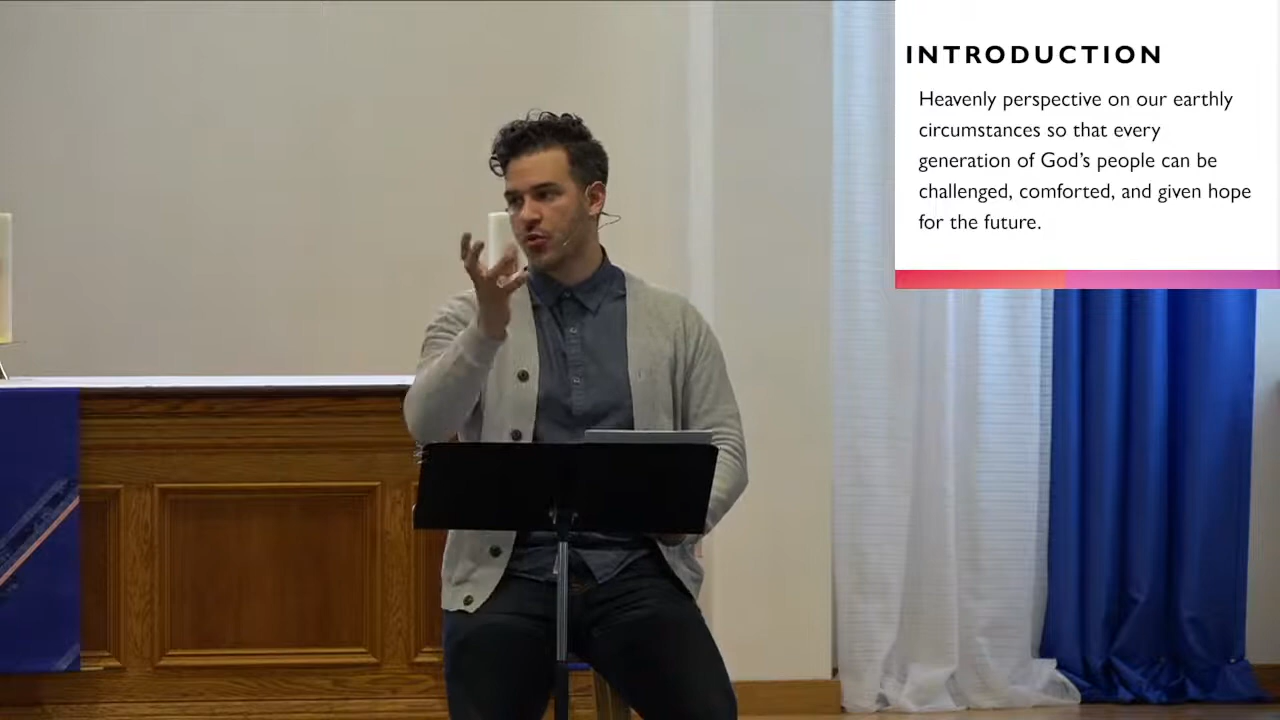 INTRODUCTION
Heavenly perspective on our earthly
circumstances so that every
generation of God's people can be
challenged, comforted, and given hope
for the future.